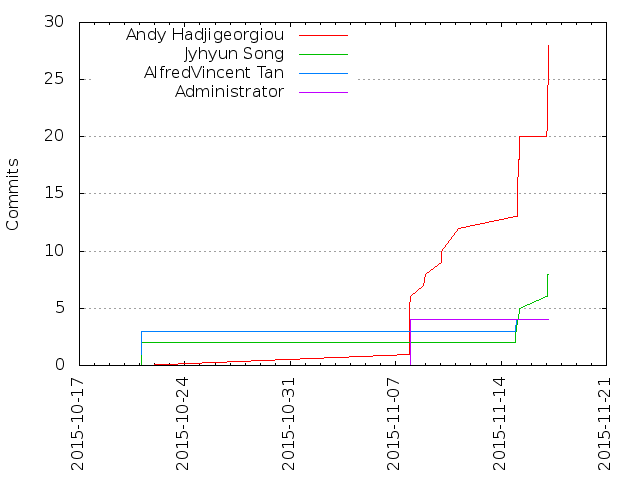 30
25
20
15
10
5
0
Commits
Andy Hadjigeorgiou
Jyhyun Song
AlfredVincent Tan
Administrator
2015-10-17
2015-10-24
2015-10-31
2015-11-07
2015-11-14
2015-11-21